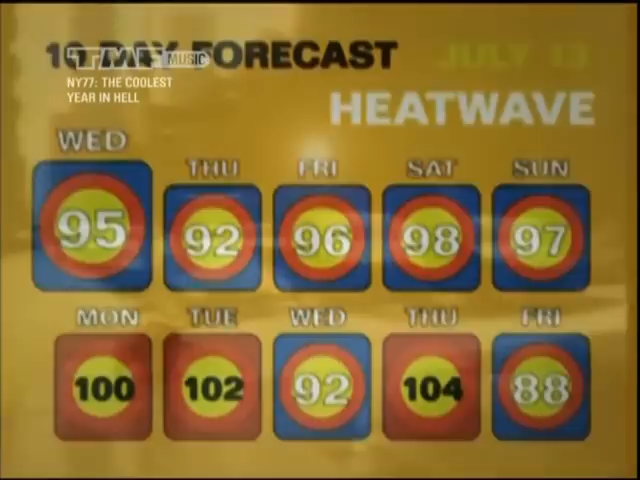 10 DAY FORECAST JULY 13
TMF MUSIC
NY77: THE COOLEST
YEAR IN HELL
HEATWAVE
WED THU FRI SAT SUN
95 92 96 98 97
MON TUE WED THU FRI
100 102 92 104 88